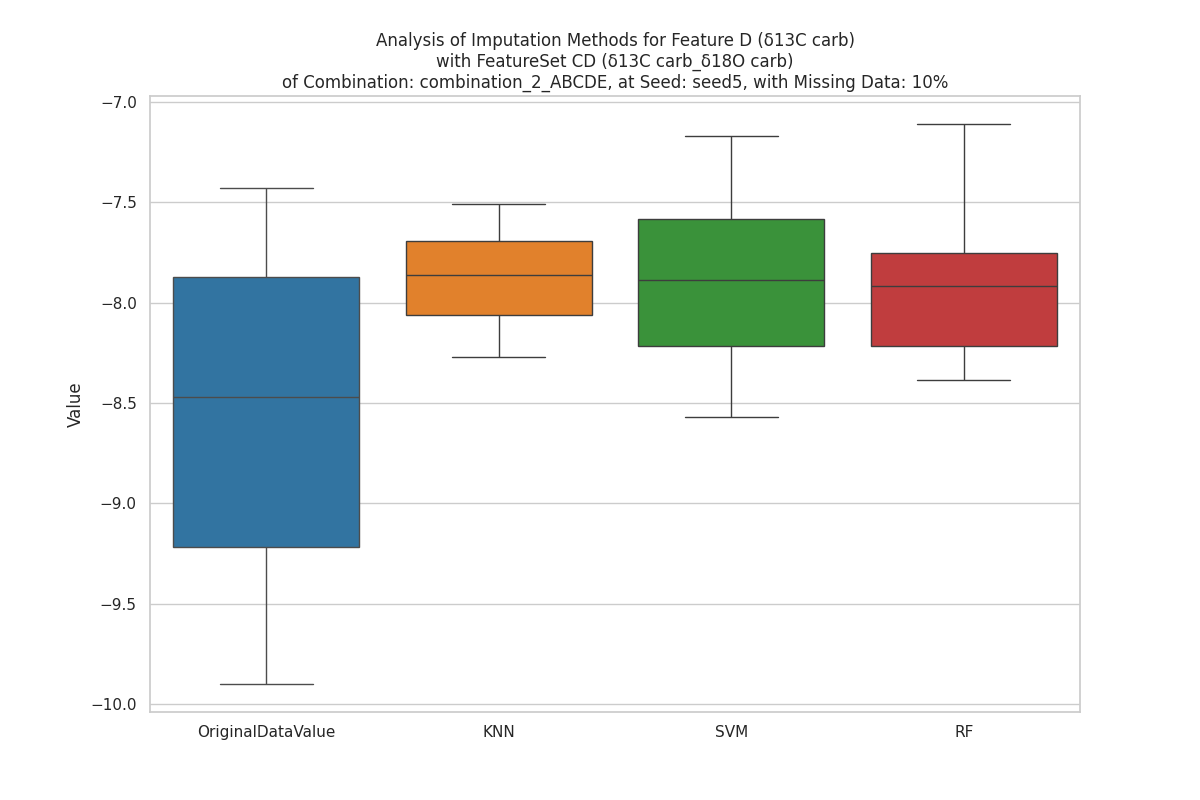 Analysis of Imputation Methods for Feature D (δ13C carb)
with FeatureSet CD (δ13C carb_δ18O carb)
of Combination: combination_2_ABCDE, at Seed: seed5, with Missing Data: 10%
−7.0
−7.5
−8.0
−8.5
−9.0
−9.5
−10.0
Value
OriginalDataValue
KNN
SVM
RF